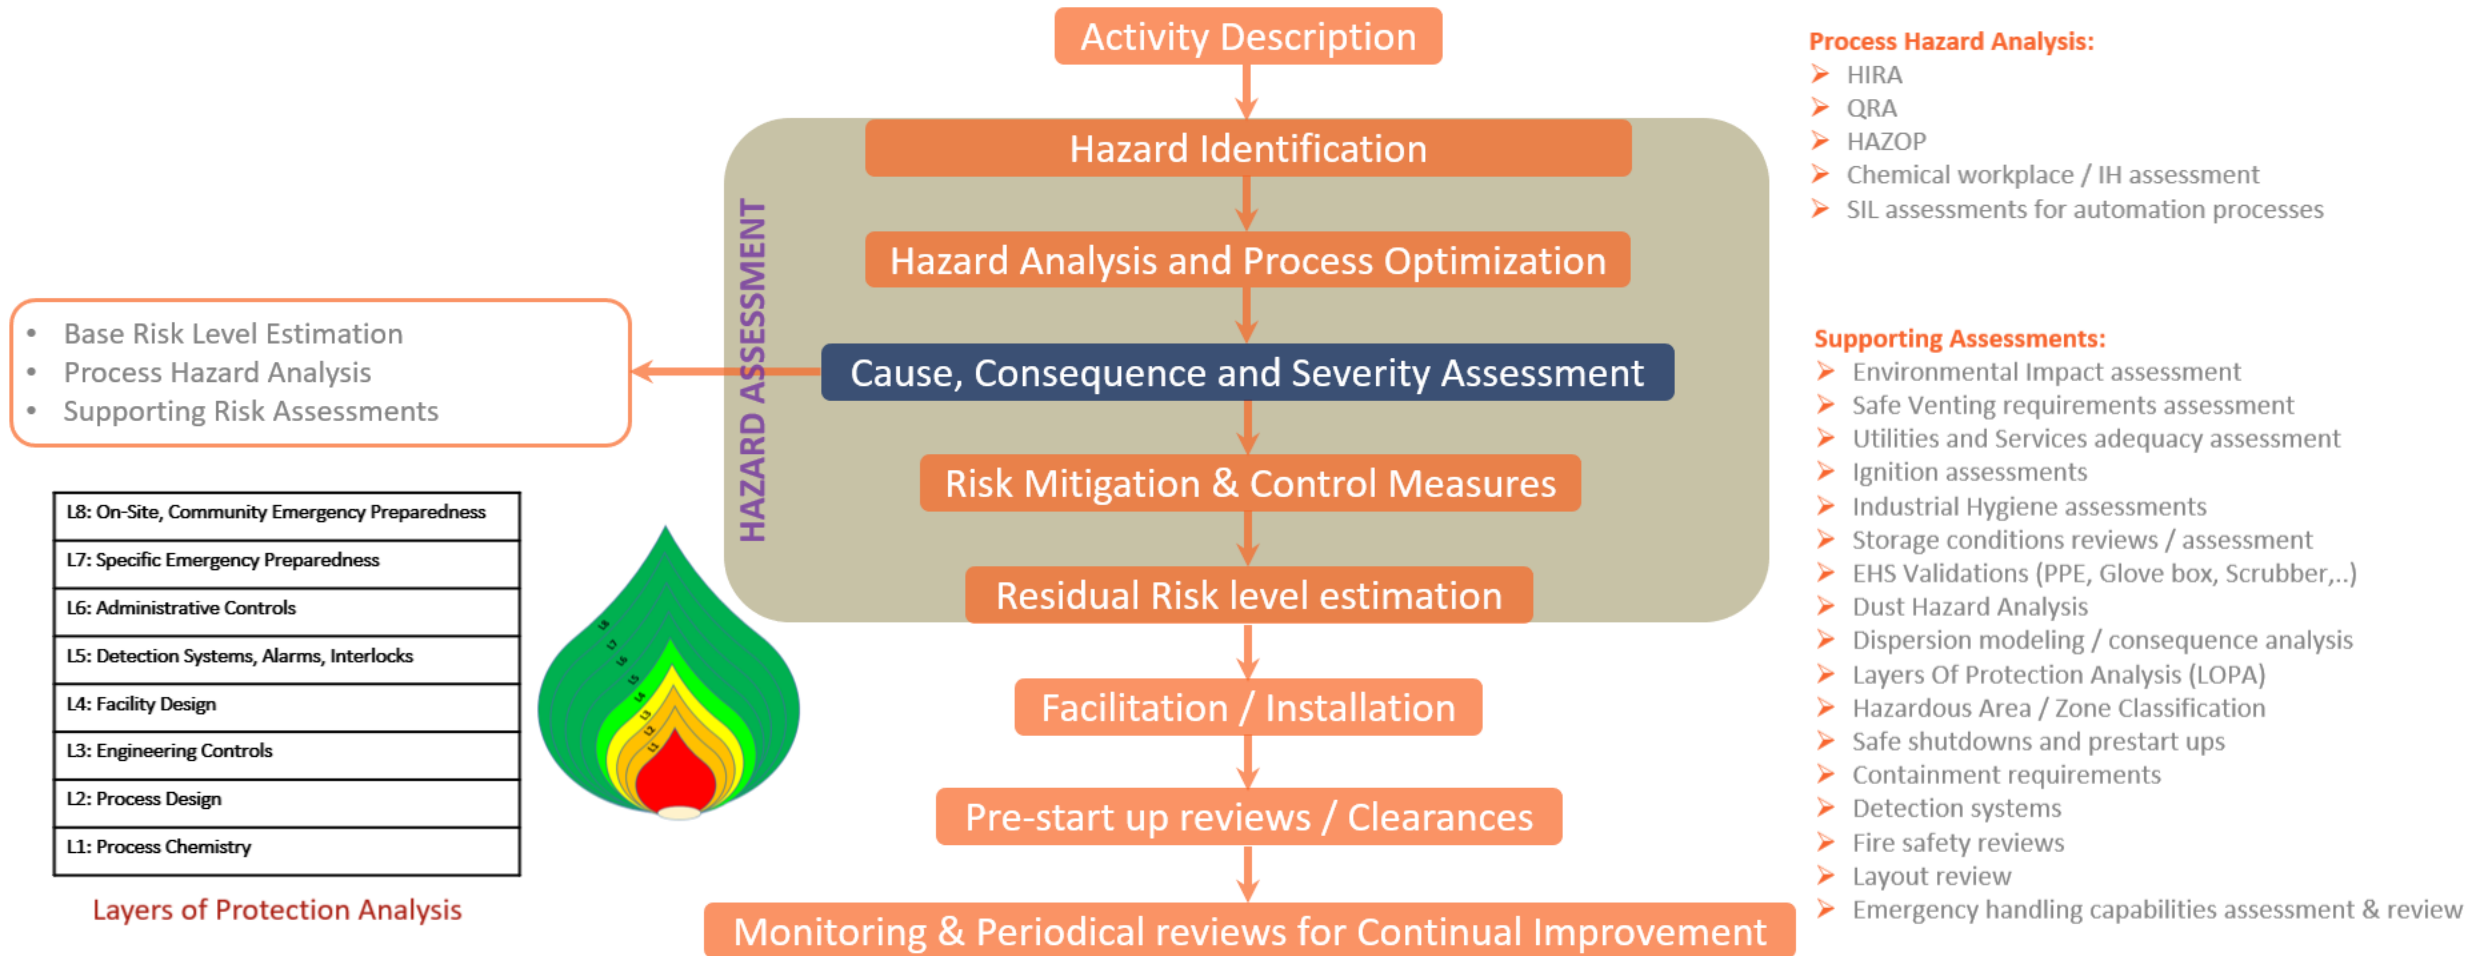 Activity Description
Hazard Identification
Hazard Analysis and Process Optimization
Cause, Consequence and Severity Assessment
Risk Mitigation & Control Measures
Residual Risk level estimation
Facilitation / Installation
Pre-start up reviews / Clearances
Monitoring & Periodical reviews for Continual Improvement
HAZARD ASSESSMENT
• Base Risk Level Estimation
• Process Hazard Analysis
• Supporting Risk Assessments
L8: On-Site, Community Emergency Preparedness
L7: Specific Emergency Preparedness
L6: Administrative Controls
L5: Detection Systems, Alarms, Interlocks
L4: Facility Design
L3: Engineering Controls
L2: Process Design
L1: Process Chemistry
Layers of Protection Analysis
L8
L7
L6
L5
L4
L3
L2
L1
Process Hazard Analysis:
➢ HIRA
➢ QRA
➢ HAZOP
➢ Chemical workplace / IH assessment
➢ SIL assessments for automation processes
Supporting Assessments:
➢ Environmental Impact assessment
➢ Safe Venting requirements assessment
➢ Utilities and Services adequacy assessment
➢ Ignition assessments
➢ Industrial Hygiene assessments
➢ Storage conditions reviews / assessment
➢ EHS Validations (PPE, Glove box, Scrubber,..)
➢ Dust Hazard Analysis
➢ Dispersion modeling / consequence analysis
➢ Layers Of Protection Analysis (LOPA)
➢ Hazardous Area / Zone Classification
➢ Safe shutdowns and prestart ups
➢ Containment requirements
➢ Detection systems
➢ Fire safety reviews
➢ Layout review
➢ Emergency handling capabilities assessment & review